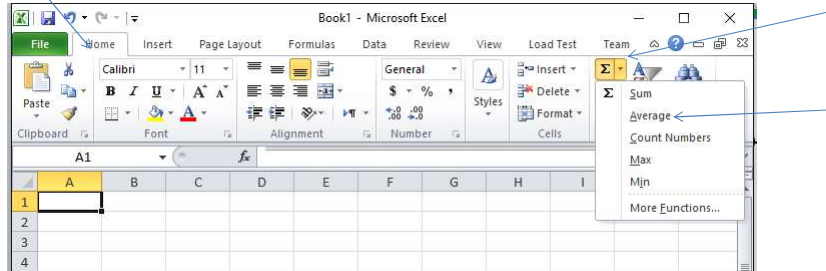 Book1 - Microsoft Excel
File Home Insert Page Layout Formulas Data Review View Load Test Team
Calibri 11 General Insert Σ
B I U A A $ % , Delete
Paste Styles
A .00 .00 Format
Clipboard Font Alignment Number Cells
Σ Sum
Average
Count Numbers
Max
Min
More Functions...
A1 fx
A B C D E F G H I
1
2
3
4